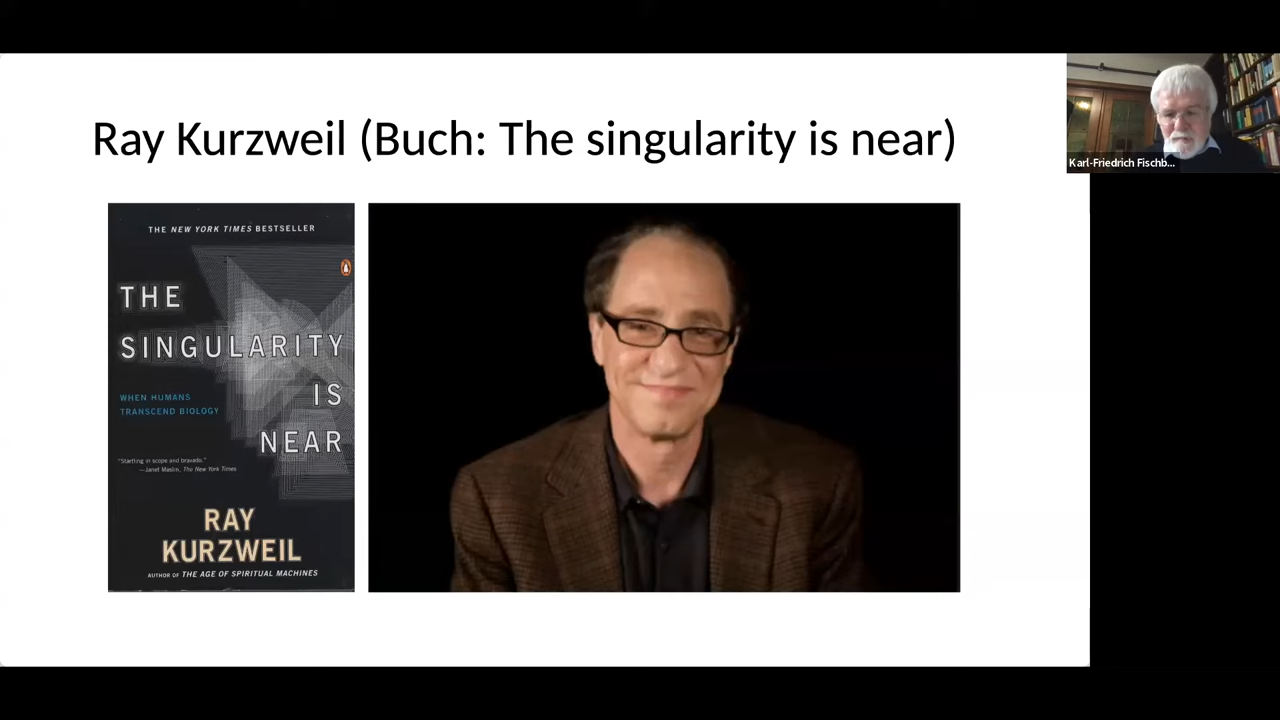 Ray Kurzweil (Buch: The singularity is near)
Karl-Friedrich Fischb...
THE NEW YORK TIMES BESTSELLER
THE
SINGULARITY
IS
NEAR
WHEN HUMANS
TRANSCEND BIOLOGY
"Startling in scope and bravado."
—Janet Maslin, The New York Times
RAY
KURZWEIL
AUTHOR OF THE AGE OF SPIRITUAL MACHINES